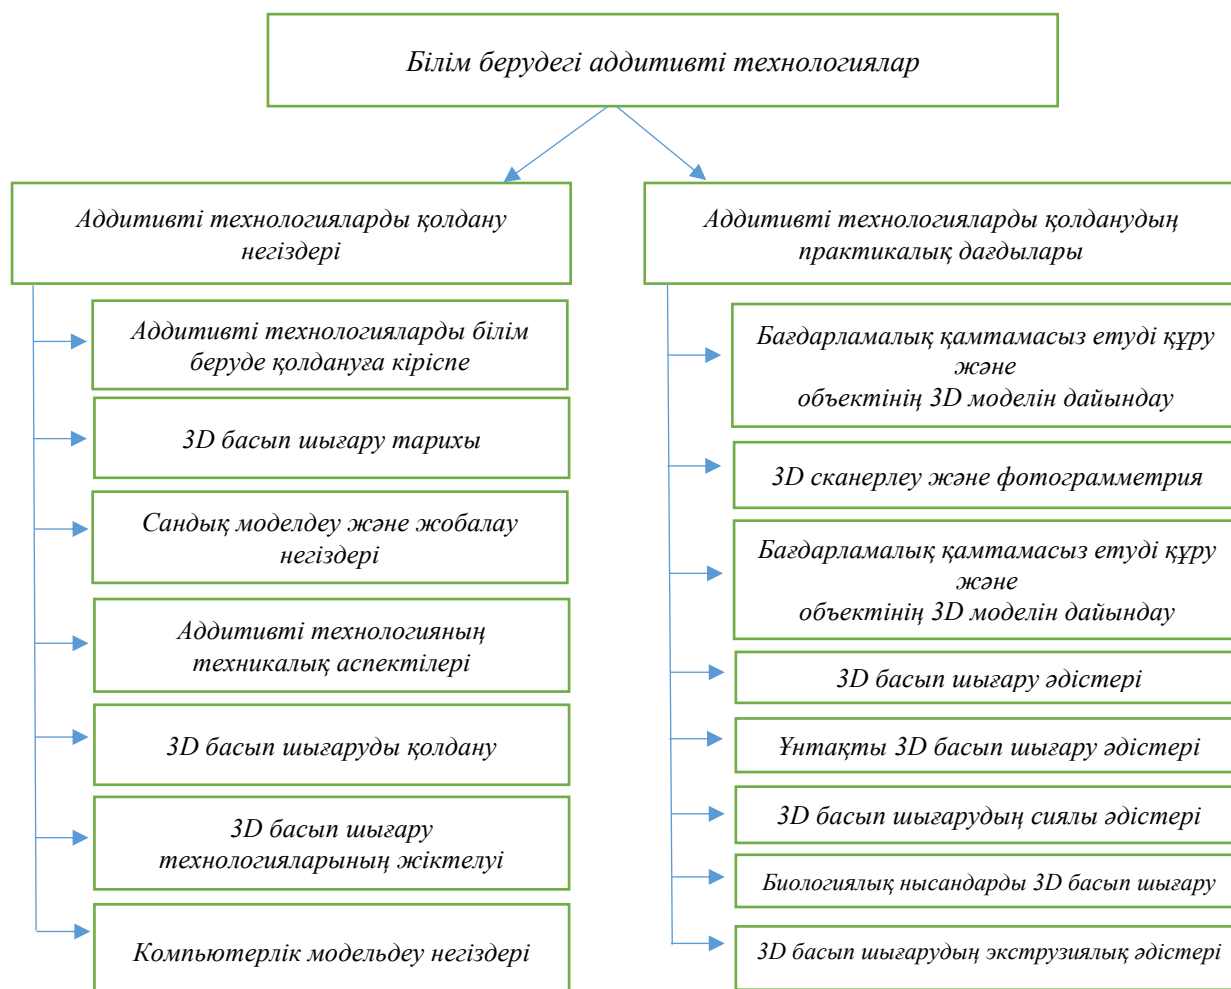 Білім берудегі аддитивті технологиялар
Аддитивті технологияларды қолдану
негіздері
Аддитивті технологияларды білім
беруде қолдануға кіріспе
3D басып шығару тарихы
Сандық моделдеу және жобалау
негіздері
Аддитивті технологияның
техникалық аспектілері
3D басып шығаруды қолдану
3D басып шығару
технологияларының жіктелуі
Компьютерлік модельдеу негіздері
Аддитивті технологияларды қолданудың
практикалық дағдылары
Бағдарламалық қамтамасыз етуді құру
және
объектінің 3D моделін дайындау
3D сканерлеу және фотограмметрия
Бағдарламалық қамтамасыз етуді құру
және
объектінің 3D моделін дайындау
3D басып шығару әдістері
Ұнтақты 3D басып шығару әдістері
3D басып шығарудың сиялы әдістері
Биологиялық нысандарды 3D басып шығару
3D басып шығарудың экструзиялық әдістері